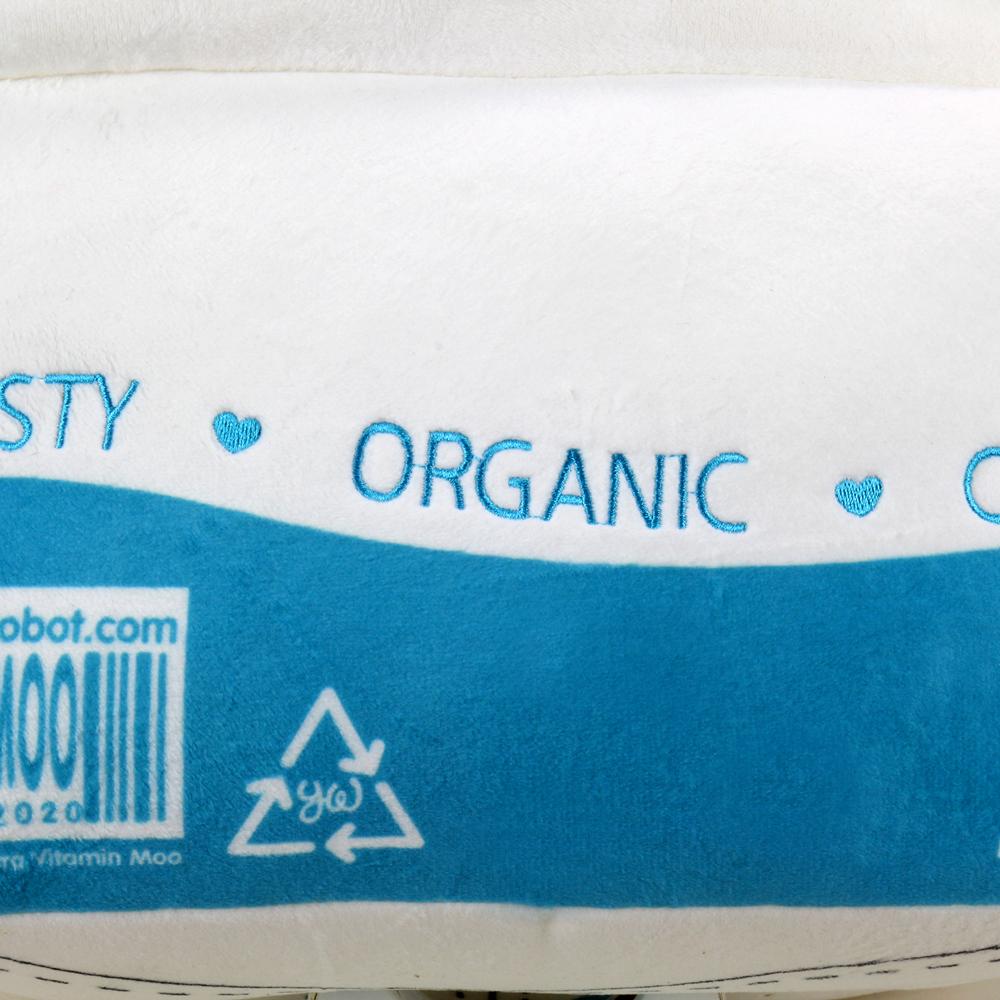 STY ♥ ORGANIC ♥
obot.com
MOO
2020
yw
Vitamin Moo